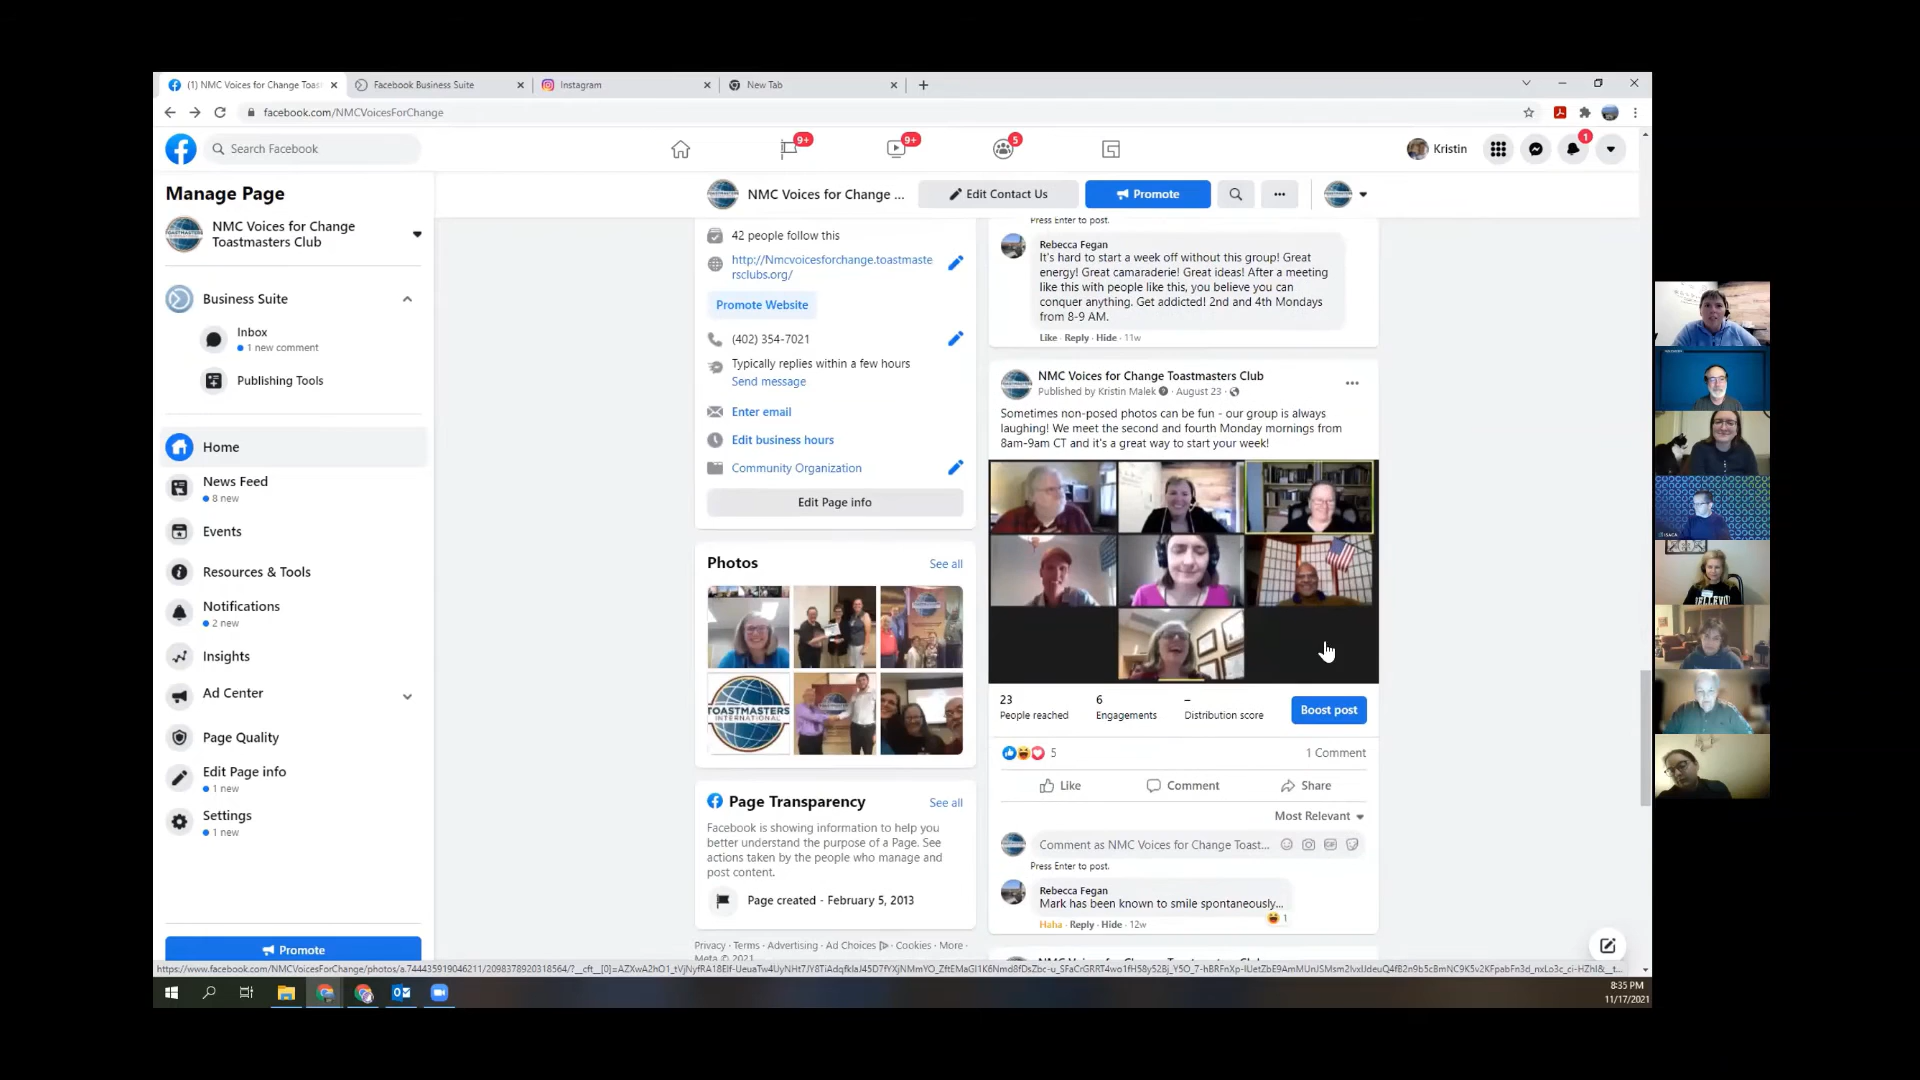 (1) NMC Voices for Change Toast
Facebook Business Suite
Instagram
New Tab
facebook.com/NMCVoicesForChange
Search Facebook
9+
9+
5
Kristin
1
Manage Page
NMC Voices for Change
Toastmasters Club
Business Suite
Inbox
1 new comment
Publishing Tools
Home
News Feed
8 new
Events
Resources & Tools
Notifications
2 new
Insights
Ad Center
Page Quality
Edit Page info
1 new
Settings
1 new
Promote
NMC Voices for Change ...
Edit Contact Us
Promote
42 people follow this
http://Nmcvoicesforchange.toastmaste
rsclubs.org/
Promote Website
(402) 354-7021
Typically replies within a few hours
Send message
Enter email
Edit business hours
Community Organization
Edit Page info
Photos
See all
TOASTMASTERS
INTERNATIONAL
Page Transparency
See all
Facebook is showing information to help you
better understand the purpose of a Page. See
actions taken by the people who manage and
post content.
Page created - February 5, 2013
Privacy · Terms · Advertising · Ad Choices · Cookies · More ·
Meta © 2021
Press Enter to post.
Rebecca Fegan
It's hard to start a week off without this group! Great
energy! Great camaraderie! Great ideas! After a meeting
like this with people like this, you believe you can
conquer anything. Get addicted! 2nd and 4th Mondays
from 8-9 AM.
Like · Reply · Hide · 11w
NMC Voices for Change Toastmasters Club
Published by Kristin Malek · August 23 ·
Sometimes non-posed photos can be fun - our group is always
laughing! We meet the second and fourth Monday mornings from
8am-9am CT and it's a great way to start your week!
23
People reached
6
Engagements
–
Distribution score
Boost post
5
1 Comment
Like
Comment
Share
Most Relevant
Comment as NMC Voices for Change Toast...
Press Enter to post.
Rebecca Fegan
Mark has been known to smile spontaneously...
1
Haha · Reply · Hide · 12w
8:35 PM
11/17/2021